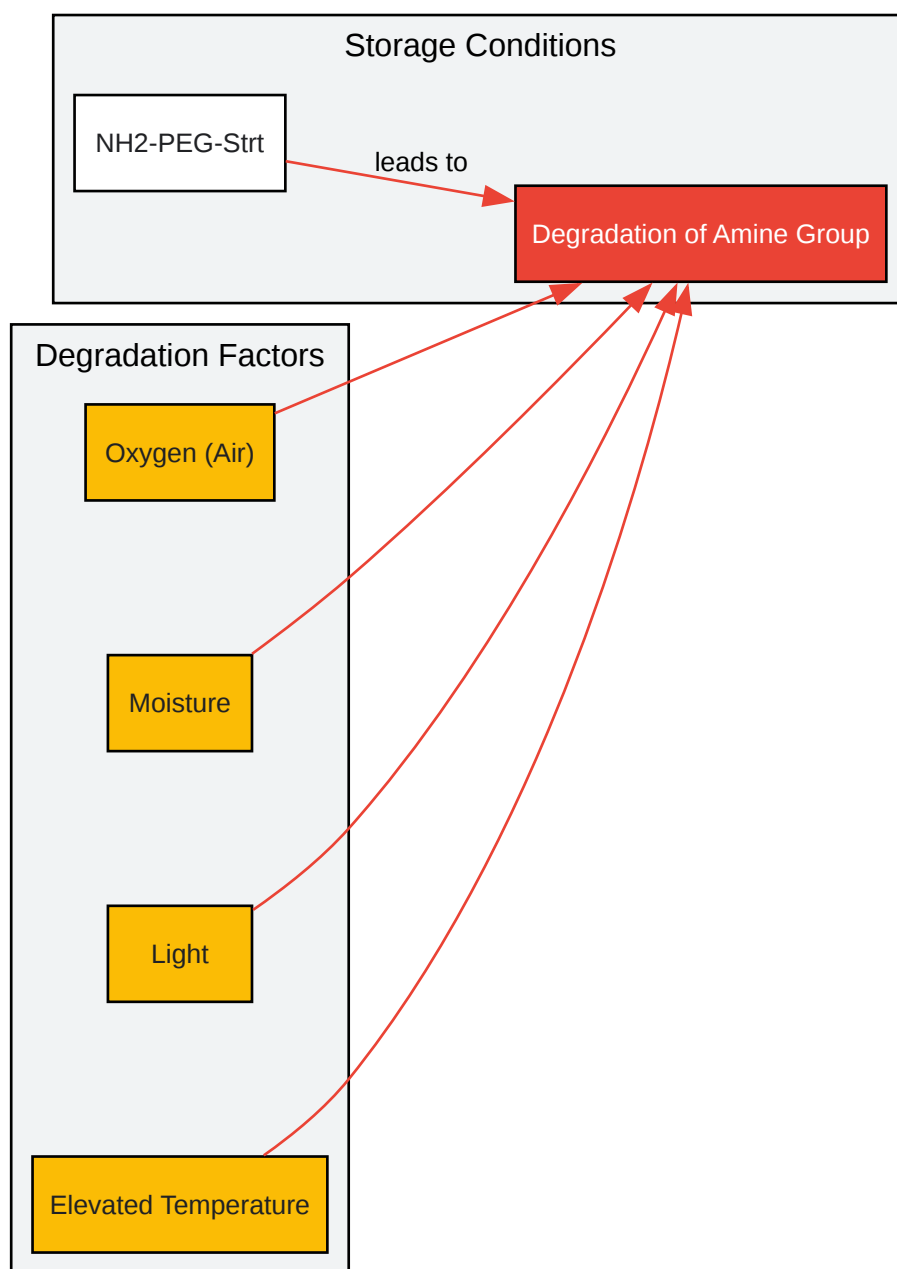 Storage Conditions
NH2-PEG-Strt
leads to
Degradation of Amine Group
Degradation Factors
Oxygen (Air)
Moisture
Light
Elevated Temperature